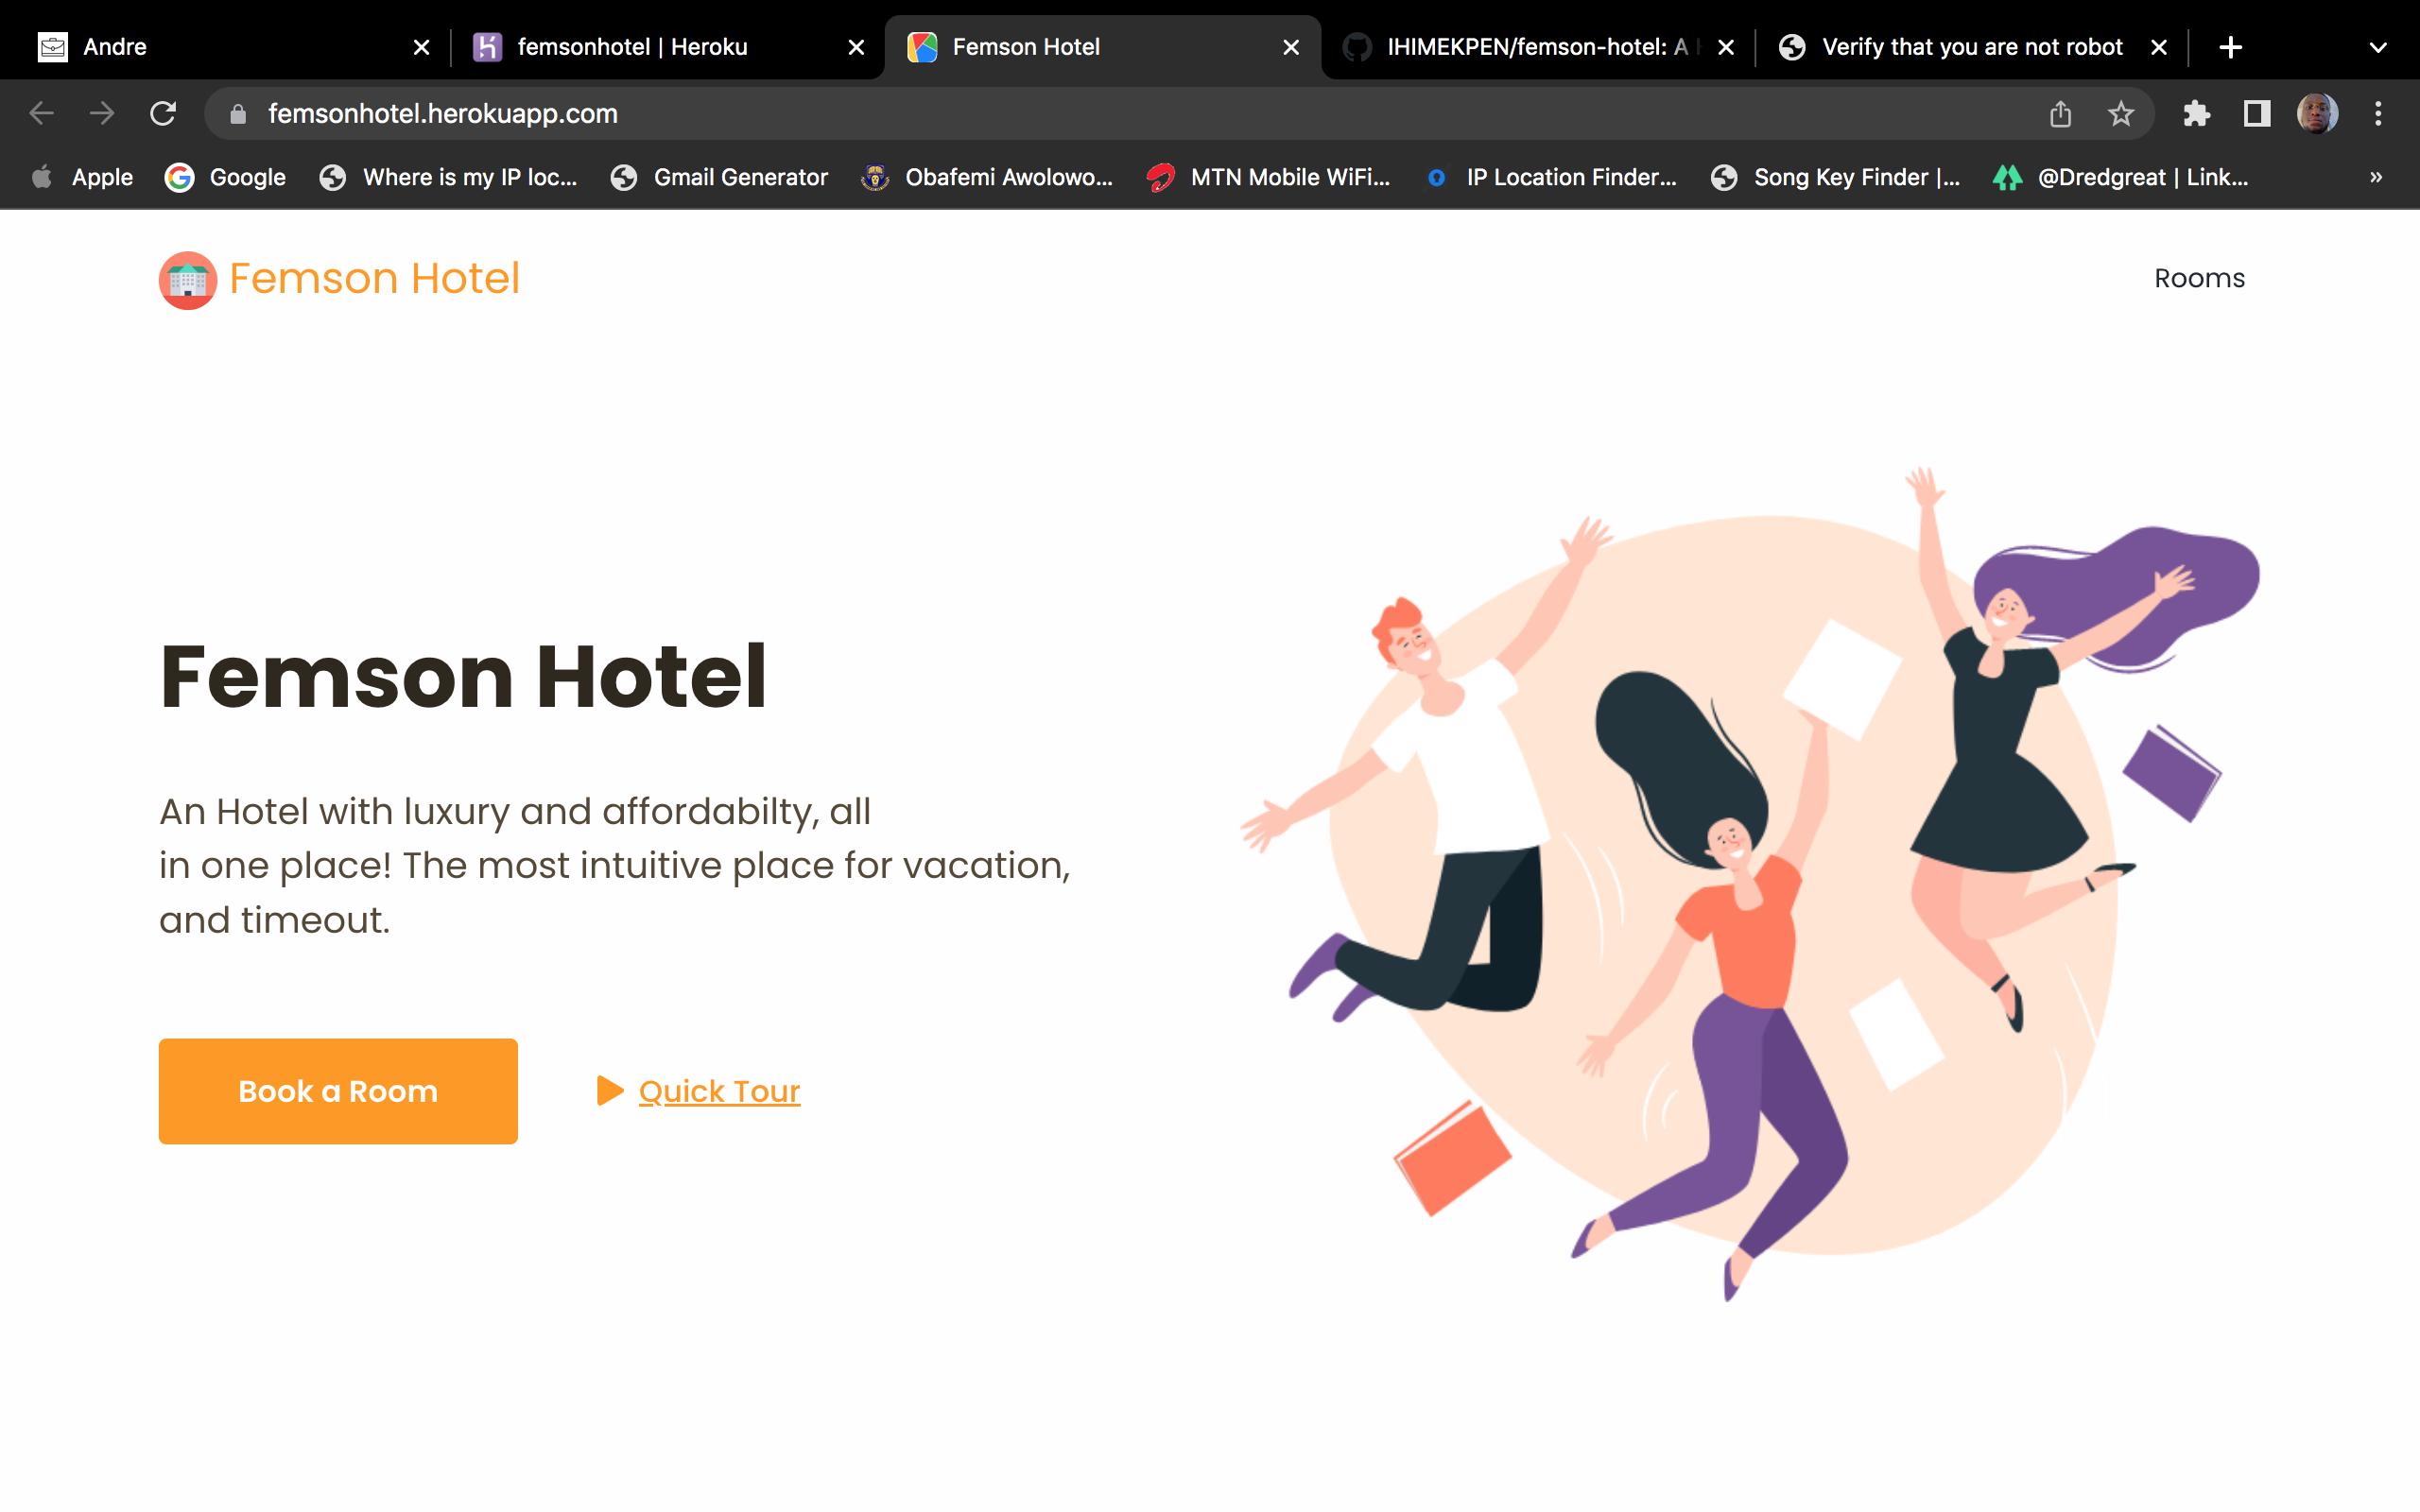 Andre
femsonhotel | Heroku
Femson Hotel
IHIMEKPEN/femson-hotel: A
Verify that you are not robot
femsonhotel.herokuapp.com
Apple
Google
Where is my IP loc...
Gmail Generator
Obafemi Awolowo...
MTN Mobile WiFi...
IP Location Finder...
Song Key Finder |...
@Dredgreat | Link...
»
Femson Hotel
Rooms
Femson Hotel
An Hotel with luxury and affordabilty, all
in one place! The most intuitive place for vacation,
and timeout.
Book a Room
Quick Tour